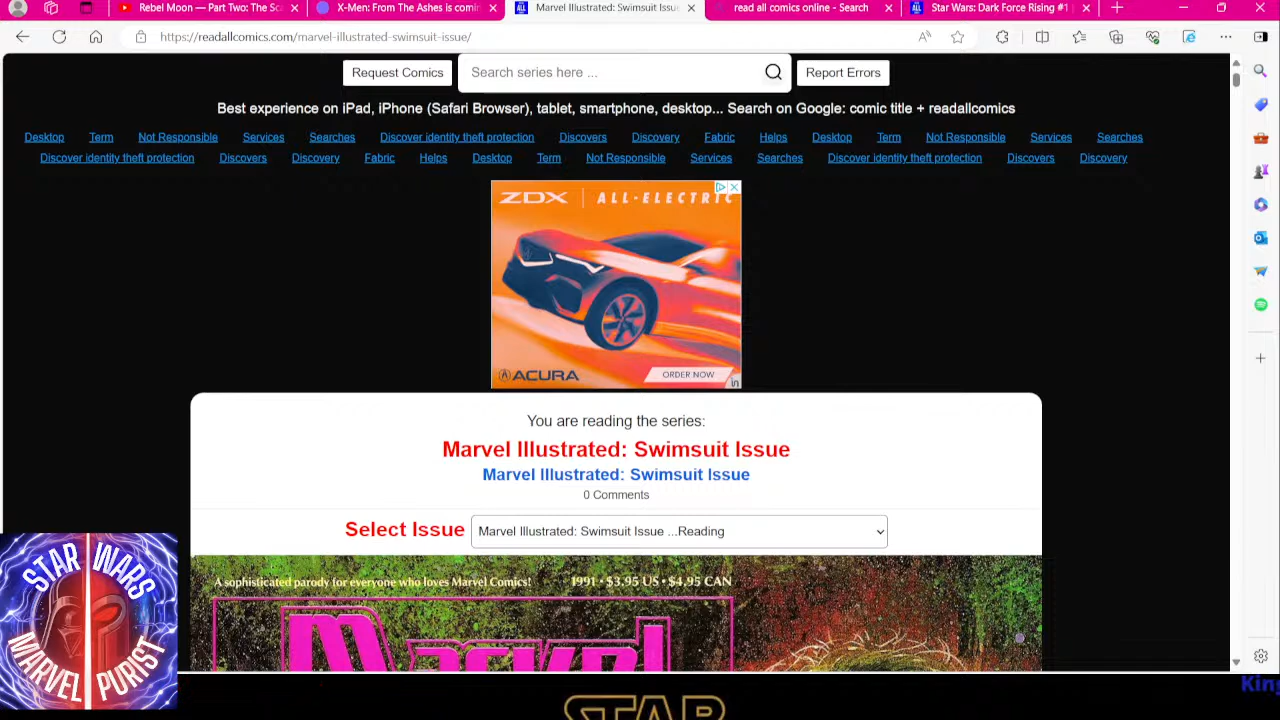 Rebel Moon — Part Two: The Sc
X-Men: From The Ashes is comin
Marvel Illustrated: Swimsuit Issu
read all comics online - Search
Star Wars: Dark Force Rising #1
https://readallcomics.com/marvel-illustrated-swimsuit-issue/
Request Comics
Search series here ...
Report Errors
Best experience on iPad, iPhone (Safari Browser), tablet, smartphone, desktop... Search on Google: comic title + readallcomics
Desktop Term Not Responsible Services Searches Discover identity theft protection Discovers Discovery Fabric Helps Desktop Term Not Responsible Services Searches
Discover identity theft protection Discovers Discovery Fabric Helps Desktop Term Not Responsible Services Searches Discover identity theft protection Discovers Discovery
ZDX ALL-ELECTRIC
ACURA
ORDER NOW
You are reading the series:
Marvel Illustrated: Swimsuit Issue
Marvel Illustrated: Swimsuit Issue
0 Comments
Select Issue
Marvel Illustrated: Swimsuit Issue ...Reading
A sophisticated parody for everyone who loves Marvel Comics! 1991 • $3.95 US • $4.95 CAN
Marvel
STAR WARS
MARVEL PURIST
STAR
King